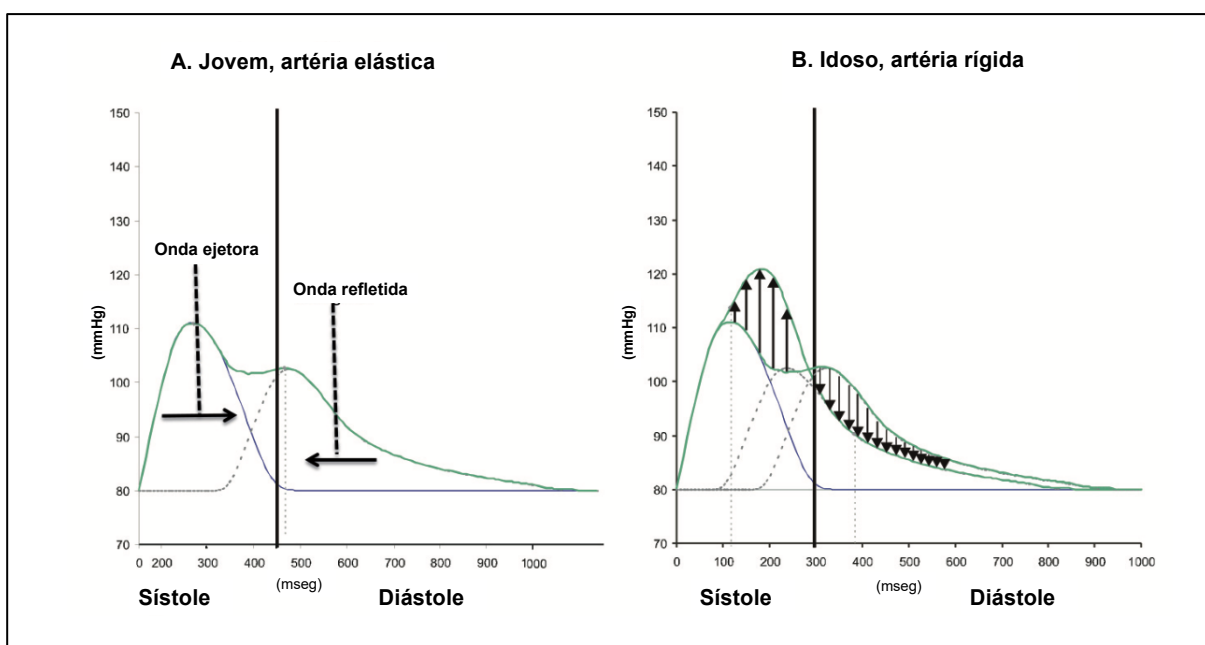 A. Jovem, artéria elástica
150
140
130
120
110
100
90
80
70
(mmHg)
Onda ejetora
Onda refletida
0 200 300 400 500 600 700 800 900 1000
(mseg)
Sístole Diástole
B. Idoso, artéria rígida
150
140
130
120
110
100
90
80
70
(mmHg)
0 100 200 300 400 500 600 700 800 900 1000
(mseg)
Sístole Diástole